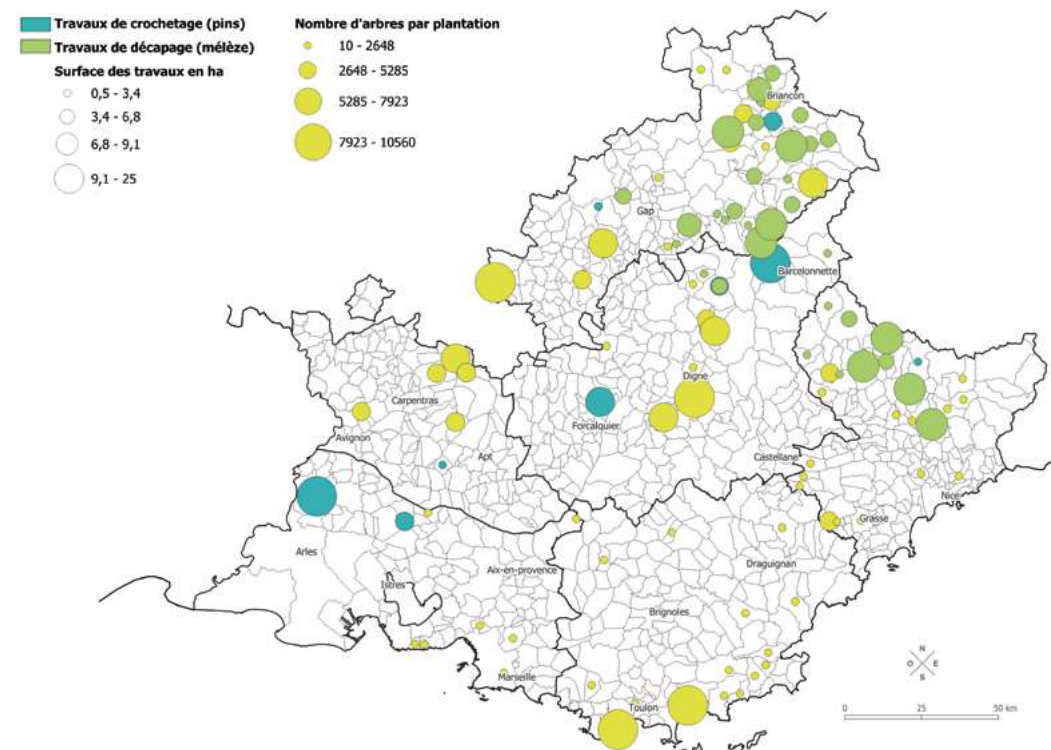 Travaux de crochetage (pins)
Travaux de décapage (mélèze)
Surface des travaux en ha
0,5 - 3,4
3,4 - 6,8
6,8 - 9,1
9,1 - 25
Nombre d'arbres par plantation
10 - 2648
2648 - 5285
5285 - 7923
7923 - 10560
Briançon
Gap
Barcelonnette
Digne
Carpentras
Forcalquier
Avignon
Apt
Castellane
Nice
Grasse
Arles
Aix-en-provence
Draguignan
Istres
Brignoles
Marseille
Toulon
N
O E
S
0 25 50 km